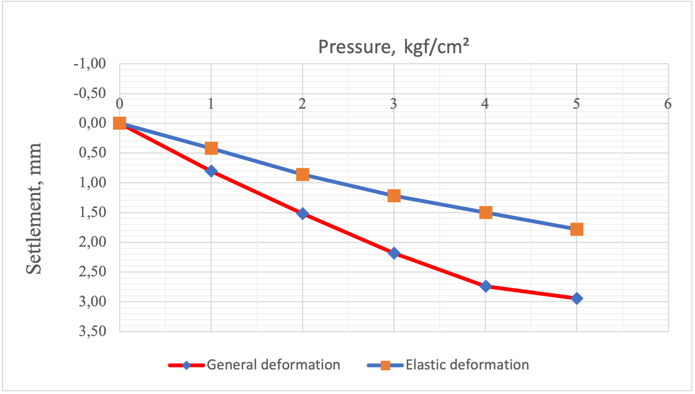 Pressure, kgf/cm²
-1,00
-0,50
0 1 2 3 4 5 6
0,00
0,50
1,00
1,50
2,00
2,50
3,00
3,50
Settlement, mm
General deformation Elastic deformation